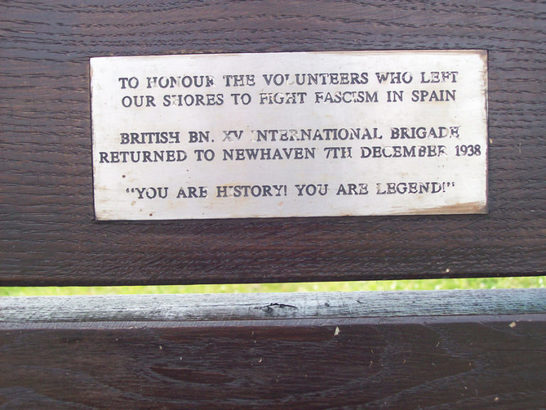 TO HONOUR THE VOLUNTEERS WHO LEFT
OUR SHORES TO FIGHT FASCISM IN SPAIN
BRITISH BN. XV INTERNATIONAL BRIGADE
RETURNED TO NEWHAVEN 7TH DECEMBER 1938
"YOU ARE HISTORY! YOU ARE LEGEND!"